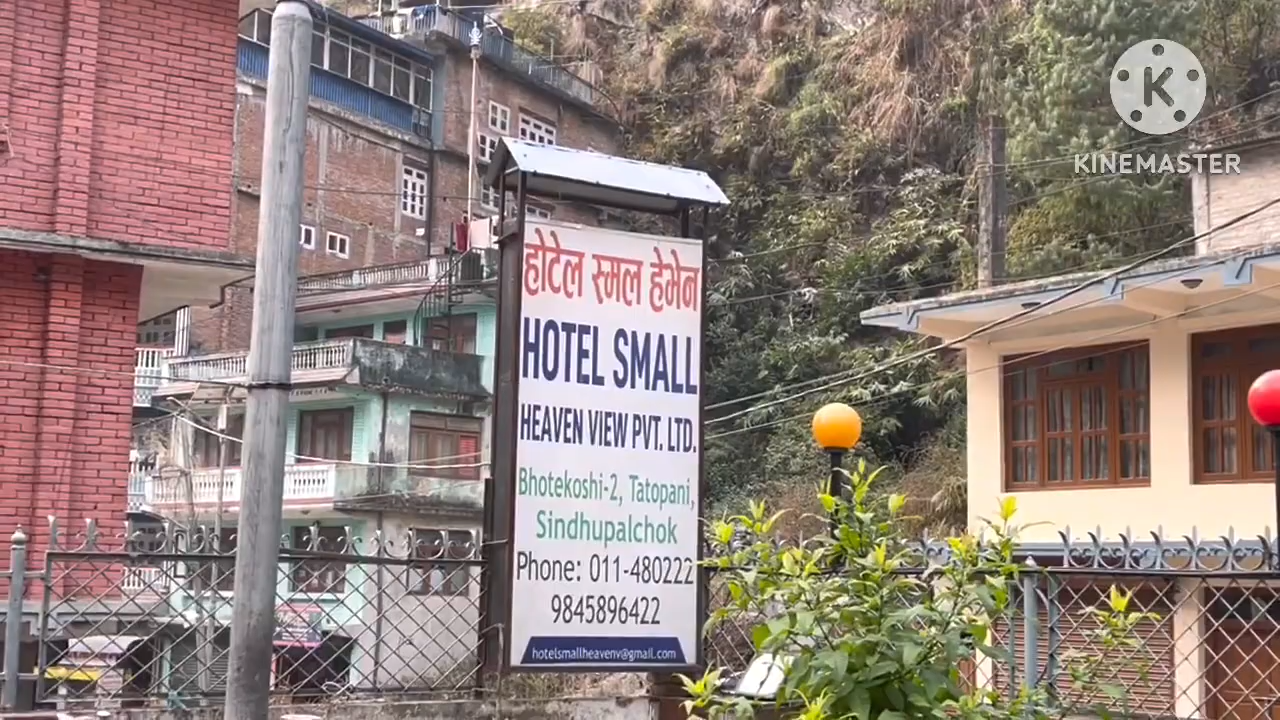 K
KINEMASTER
होटेल स्मल हेभेन
HOTEL SMALL
HEAVEN VIEW PVT. LTD.
Bhotekoshi-2, Tatopani,
Sindhupalchok
Phone: 011-480222
9845896422
hotelsmallheavenv@gmail.com